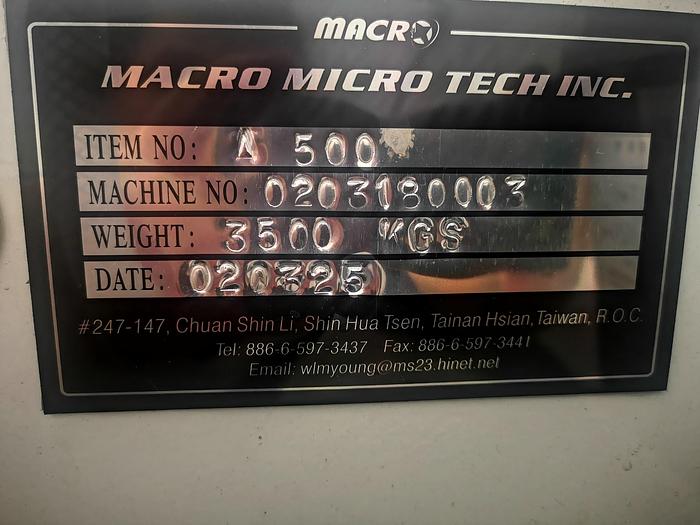 MACRO
MACRO MICRO TECH INC.
ITEM NO: A 500
MACHINE NO: 0203180003
WEIGHT: 3500 KGS
DATE: 020325
#247-147, Chuan Shin Li, Shin Hua Tsen, Tainan Hsian, Taiwan, R.O.C.
Tel: 886-6-597-3437 Fax: 886-6-597-3441
Email: wlmyoung@ms23.hinet.net